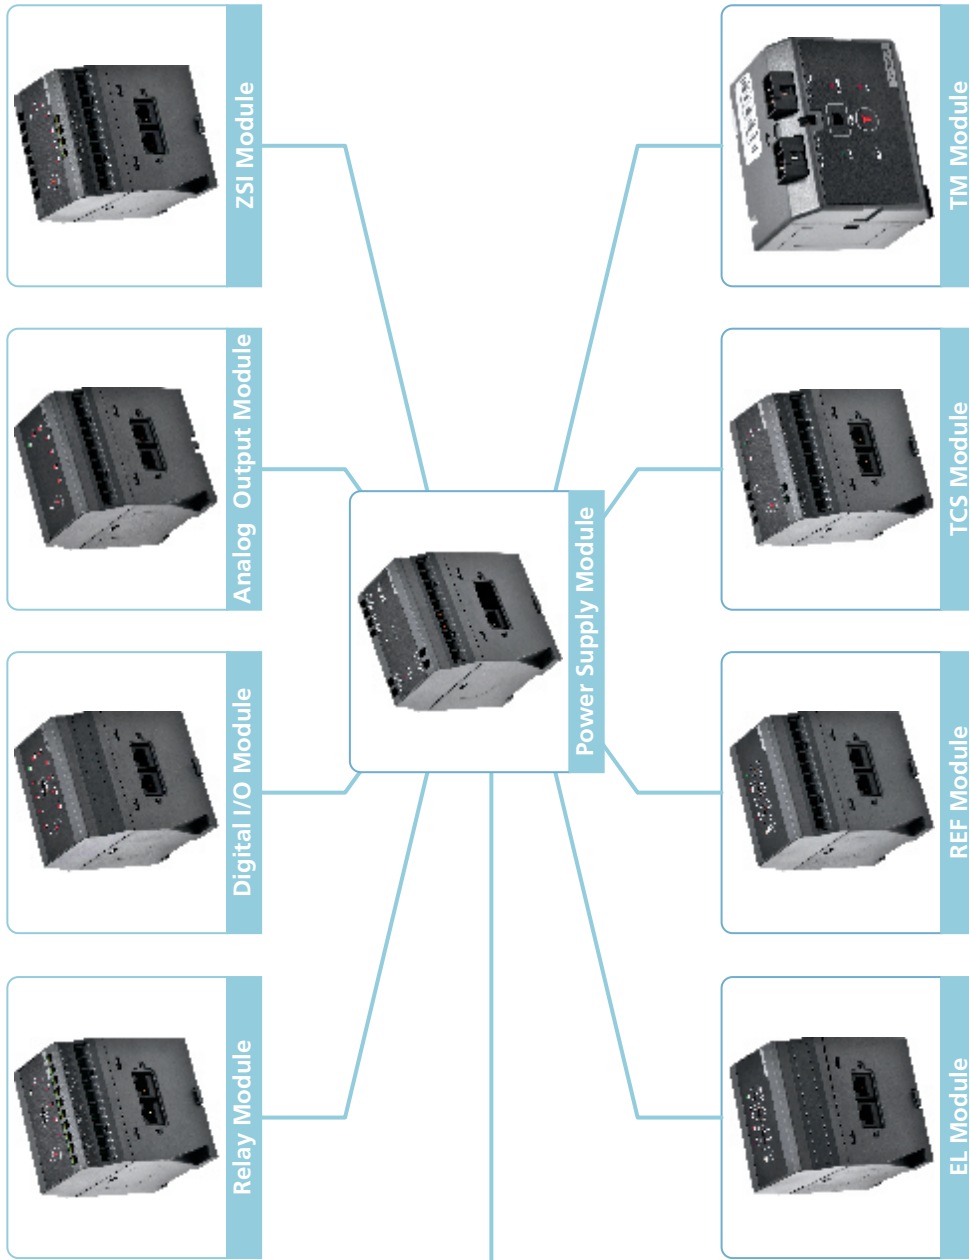 ZSI Module
Analog Output Module
Digital I/O Module
Relay Module
Power Supply Module
TM Module
TCS Module
REF Module
EL Module